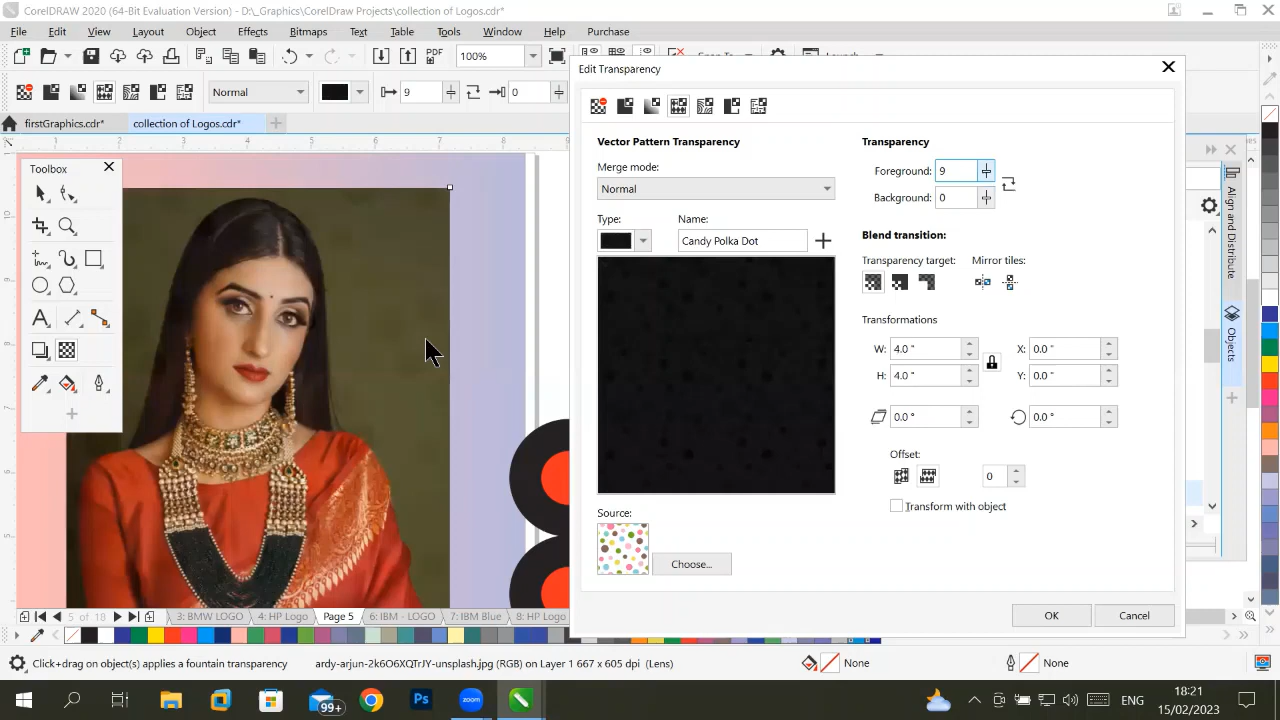 CorelDRAW 2020 (64-Bit Evaluation Version) - D:\_Graphics\CorelDraw Projects\collection of Logos.cdr*
File Edit View Layout Object Effects Bitmaps Text Table Tools Window Help Purchase
PDF 100%
Normal 9 0
firstGraphics.cdr* collection of Logos.cdr*
Toolbox
Edit Transparency
Vector Pattern Transparency
Merge mode:
Normal
Type: Name:
Candy Polka Dot
Source:
Choose...
Transparency
Foreground: 9
Background: 0
Blend transition:
Transparency target: Mirror tiles:
Transformations
W: 4.0 " X: 0.0 "
H: 4.0 " Y: 0.0 "
0.0 ° 0.0 °
Offset:
0
Transform with object
OK Cancel
Align and Distribute
Objects
5 of 18 3: BMW LOGO 4: HP Logo Page 5 6: IBM - LOGO 7: IBM Blue 8: HP Logo
Click+drag on object(s) applies a fountain transparency ardy-arjun-2k6O6XQTrJY-unsplash.jpg (RGB) on Layer 1 667 x 605 dpi (Lens) None None
99+ Ps zoom ENG 18:21
15/02/2023